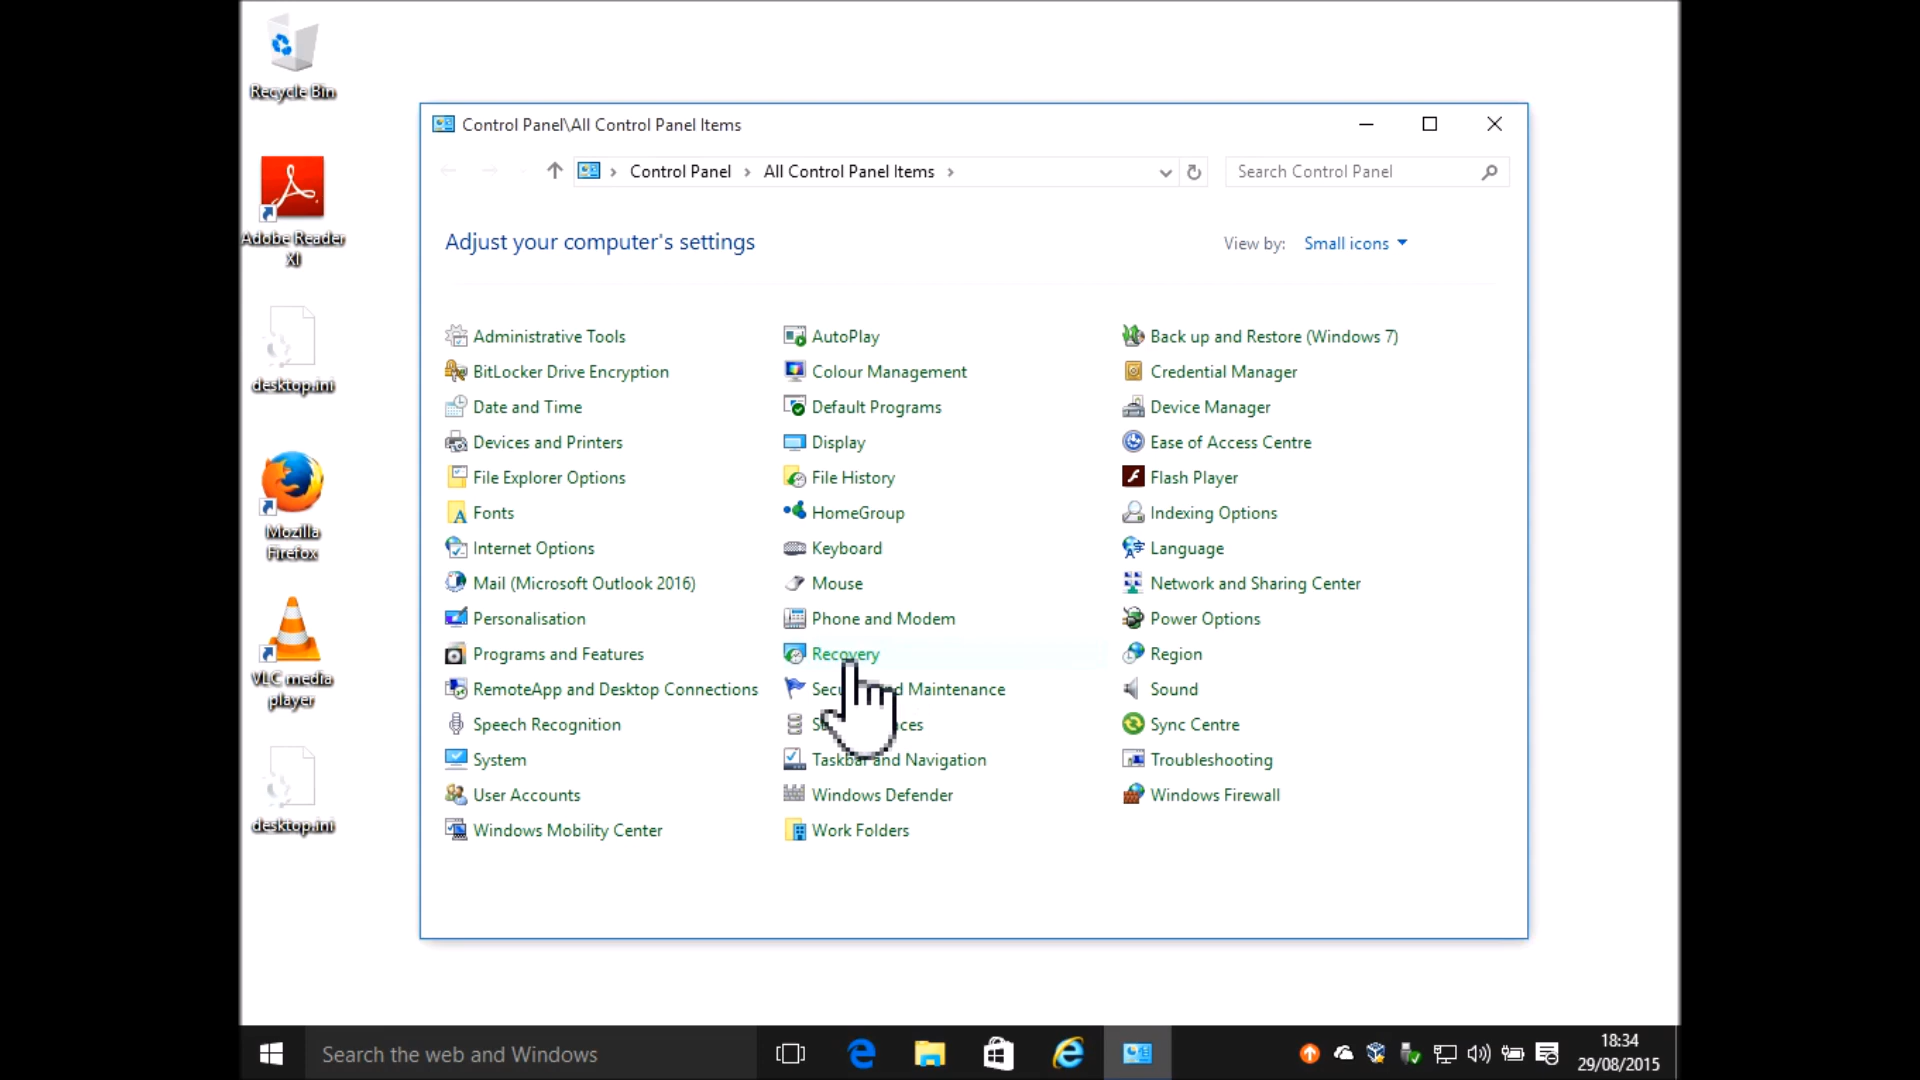 Recycle Bin
Adobe Reader
XI
desktop.ini
Mozilla
Firefox
VLC media
player
desktop.ini
Control Panel\All Control Panel Items
Control Panel
All Control Panel Items
Search Control Panel
Adjust your computer's settings
View by:
Small icons
Administrative Tools
AutoPlay
Back up and Restore (Windows 7)
BitLocker Drive Encryption
Colour Management
Credential Manager
Date and Time
Default Programs
Device Manager
Devices and Printers
Display
Ease of Access Centre
File Explorer Options
File History
Flash Player
Fonts
HomeGroup
Indexing Options
Internet Options
Keyboard
Language
Mail (Microsoft Outlook 2016)
Mouse
Network and Sharing Center
Personalisation
Phone and Modem
Power Options
Programs and Features
Recovery
Region
RemoteApp and Desktop Connections
Maintenance
Sound
Speech Recognition
Sync Centre
System
Taskbar and Navigation
Troubleshooting
User Accounts
Windows Defender
Windows Firewall
Windows Mobility Center
Work Folders
Search the web and Windows
18:34
29/08/2015